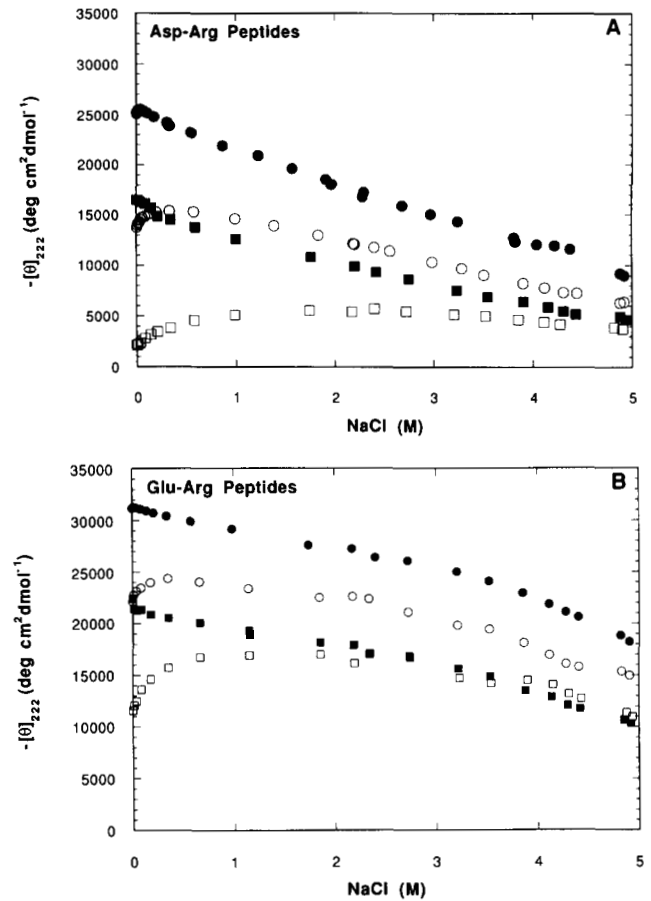 Asp-Arg Peptides
A
35000
30000
25000
20000
15000
10000
5000
0
-[θ]222 (deg cm²dmol⁻¹)
0 1 2 3 4 5
NaCl (M)
Glu-Arg Peptides
B
35000
30000
25000
20000
15000
10000
5000
0
-[θ]222 (deg cm²dmol⁻¹)
0 1 2 3 4 5
NaCl (M)